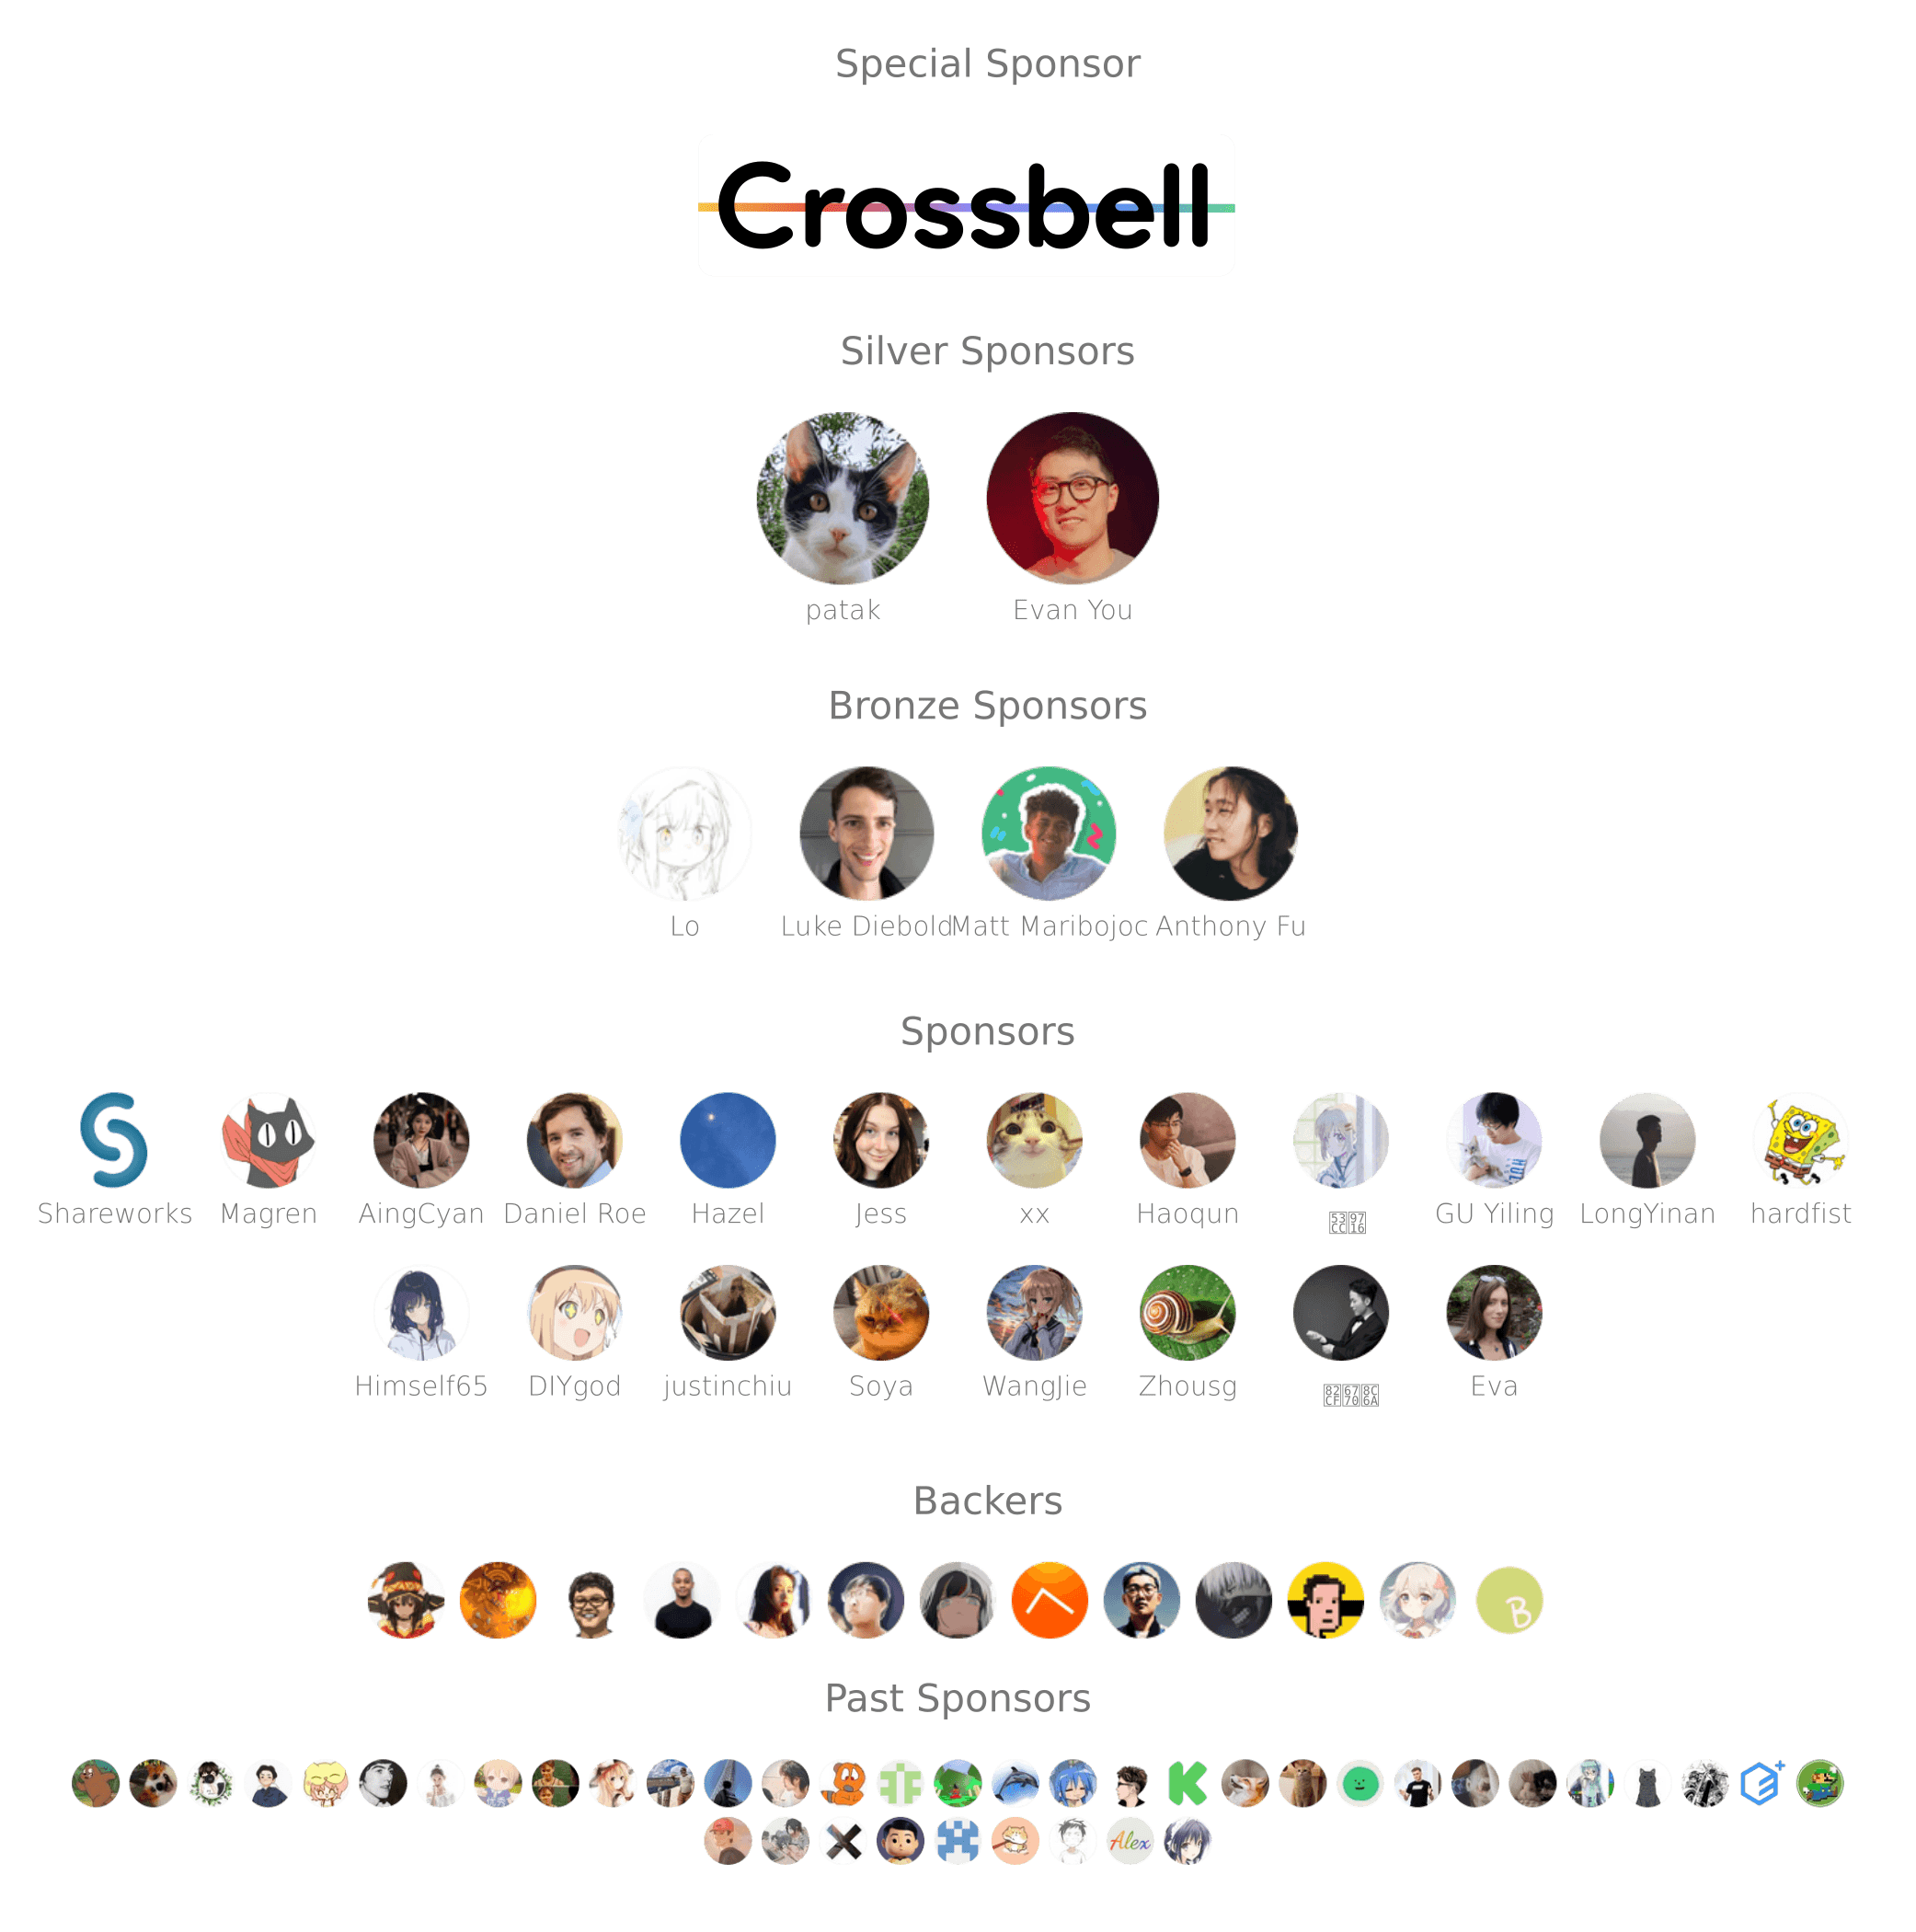 Special Sponsor
Crossbell
Silver Sponsors
patak Evan You
Bronze Sponsors
Lo Luke Diebold Matt Maribojoc Anthony Fu
Sponsors
Shareworks Magren AingCyan Daniel Roe Hazel Jess xx Haoqun GU Yiling LongYinan hardfist
Himself65 DIYgod justinchiu Soya WangJie Zhousg Eva
Backers
B
Past Sponsors
Alex